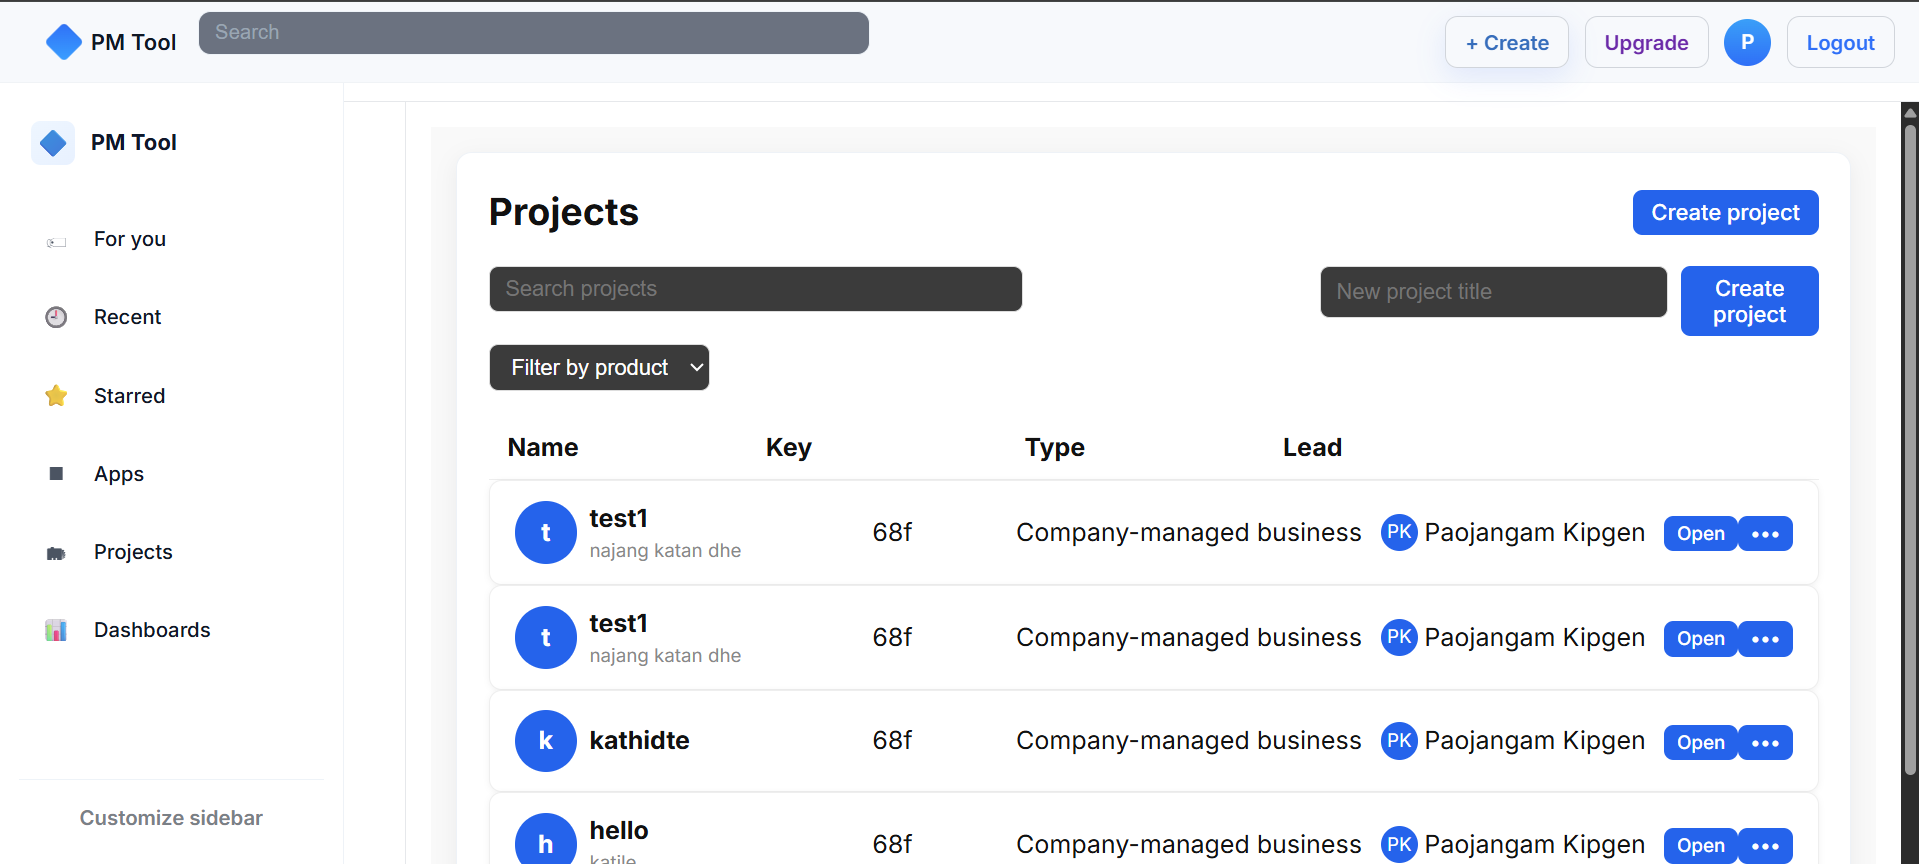 PM Tool
Search
+ Create
Upgrade
P
Logout
PM Tool
For you
Recent
Starred
Apps
Projects
Dashboards
Customize sidebar
Projects
Create project
Search projects
New project title
Create
project
Filter by product
Name Key Type Lead
t test1 68f Company-managed business PK Paojangam Kipgen Open •••
najang katan dhe
t test1 68f Company-managed business PK Paojangam Kipgen Open •••
najang katan dhe
k kathidte 68f Company-managed business PK Paojangam Kipgen Open •••
h hello 68f Company-managed business PK Paojangam Kipgen Open •••
katile